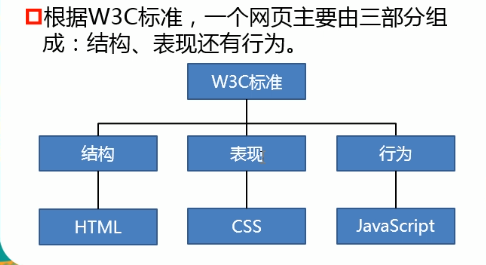 根据W3C标准，一个网页主要由三部分组
成：结构、表现还有行为。
W3C标准
结构
表现
行为
HTML
CSS
JavaScript